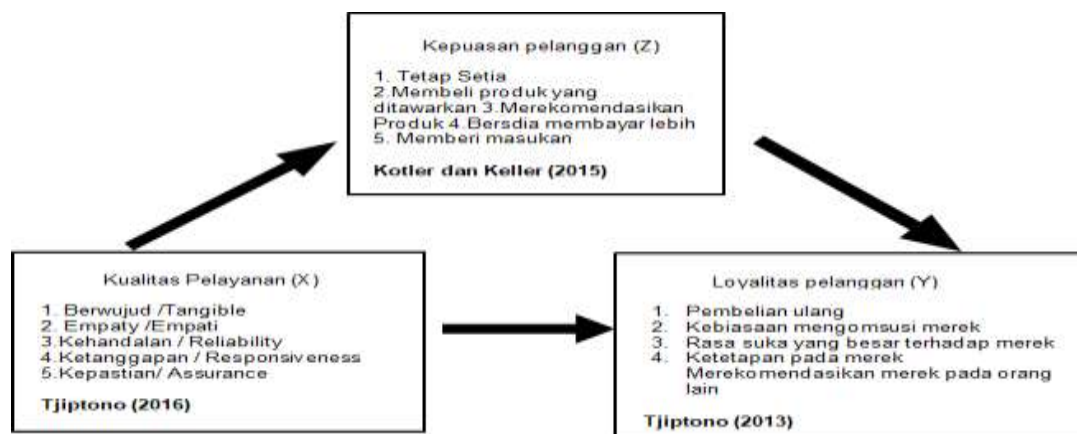 Kepuasan pelanggan (Z)
1. Tetap Setia
2.Membeli produk yang
ditawarkan 3.Merekomendasikan
Produk 4.Bersdia membayar lebih
5. Memberi masukan
Kotler dan Keller (2015)
Kualitas Pelayanan (X)
1. Berwujud /Tangible
2. Empaty /Empati
3.Kehandalan / Reliability
4.Ketanggapan / Responsiveness
5.Kepastian/ Assurance
Tjiptono (2016)
Loyalitas pelanggan (Y)
1. Pembelian ulang
2. Kebiasaan mengomsusi merek
3. Rasa suka yang besar terhadap merek
4. Ketetapan pada merek
Merekomendasikan merek pada orang
lain
Tjiptono (2013)